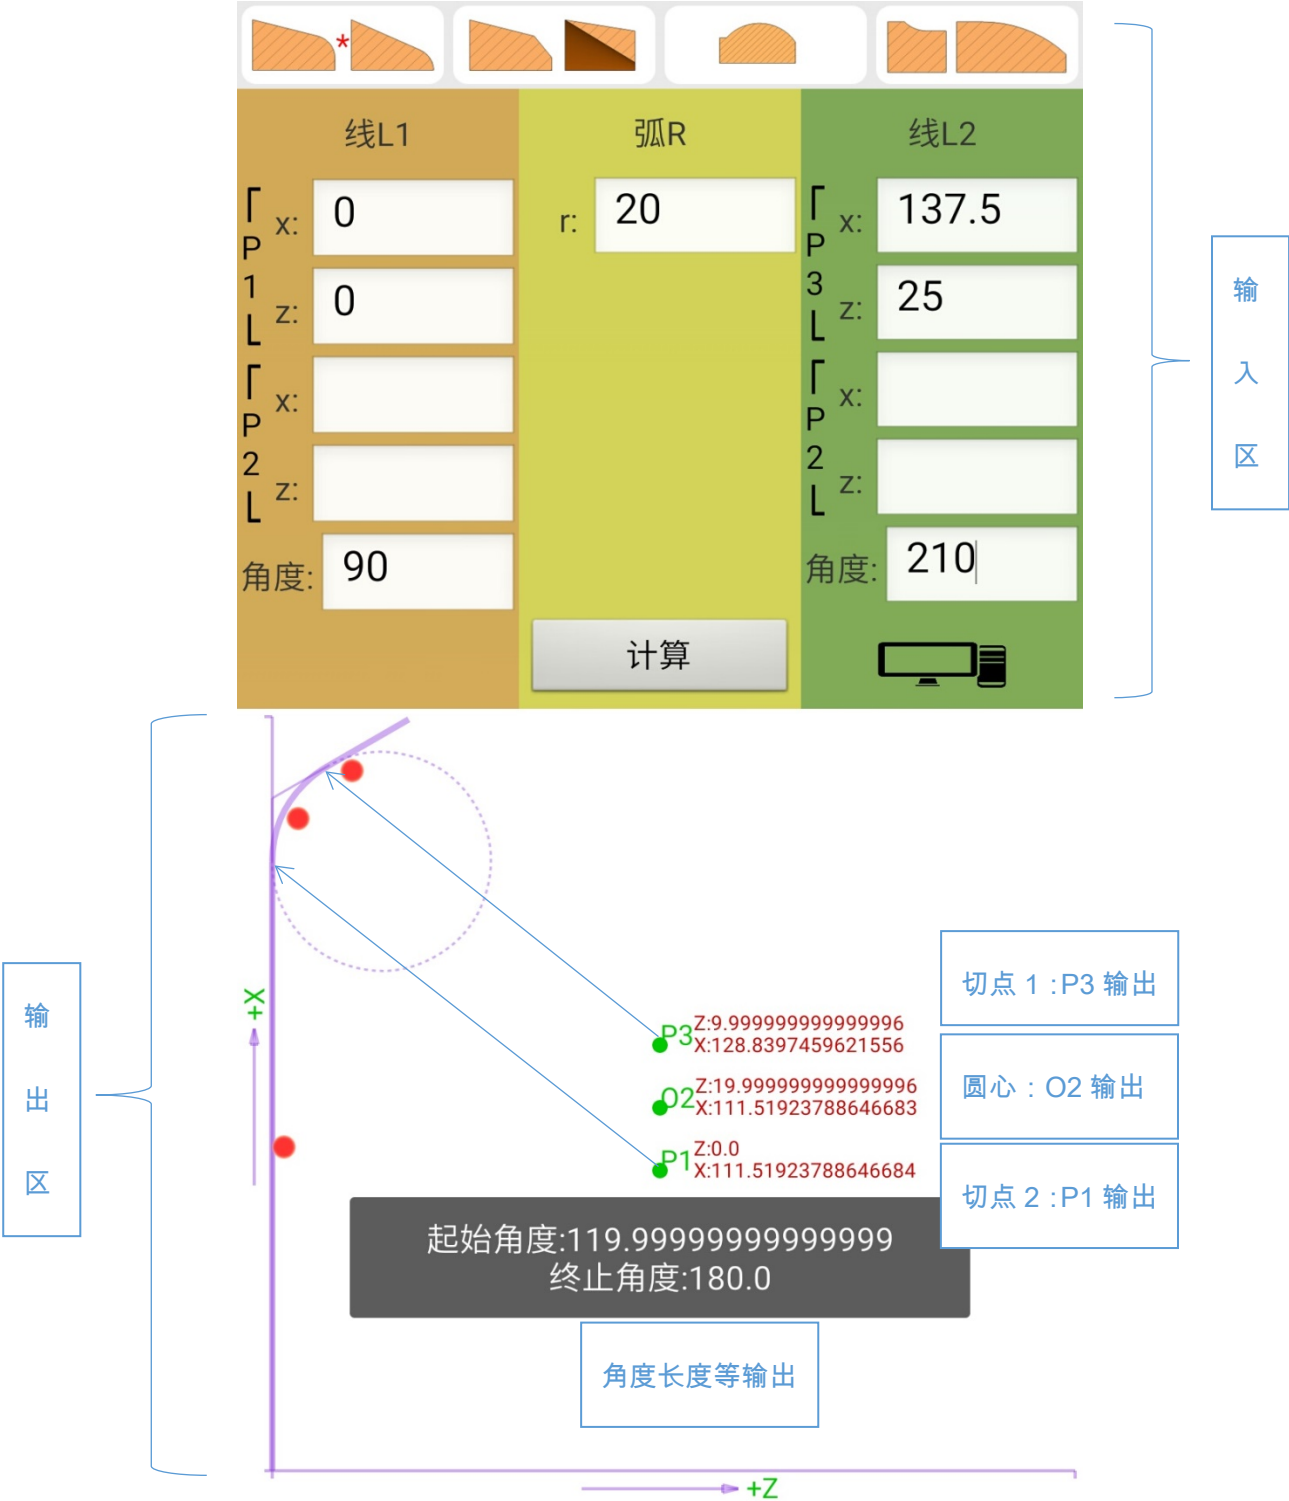 *
线L1
弧R
线L2
「P1」
x: 0
z: 0
「P2」
x:
z:
角度: 90
r: 20
计算
「P3」
x: 137.5
z: 25
「P2」
x:
z:
角度: 210
输入区
输出区
+X
P3
Z:9.999999999999996
X:128.8397459621556
O2
Z:19.999999999999996
X:111.51923788646683
P1
Z:0.0
X:111.51923788646684
切点 1 :P3 输出
圆心：O2 输出
切点 2 :P1 输出
起始角度:119.99999999999999
终止角度:180.0
角度长度等输出
+Z